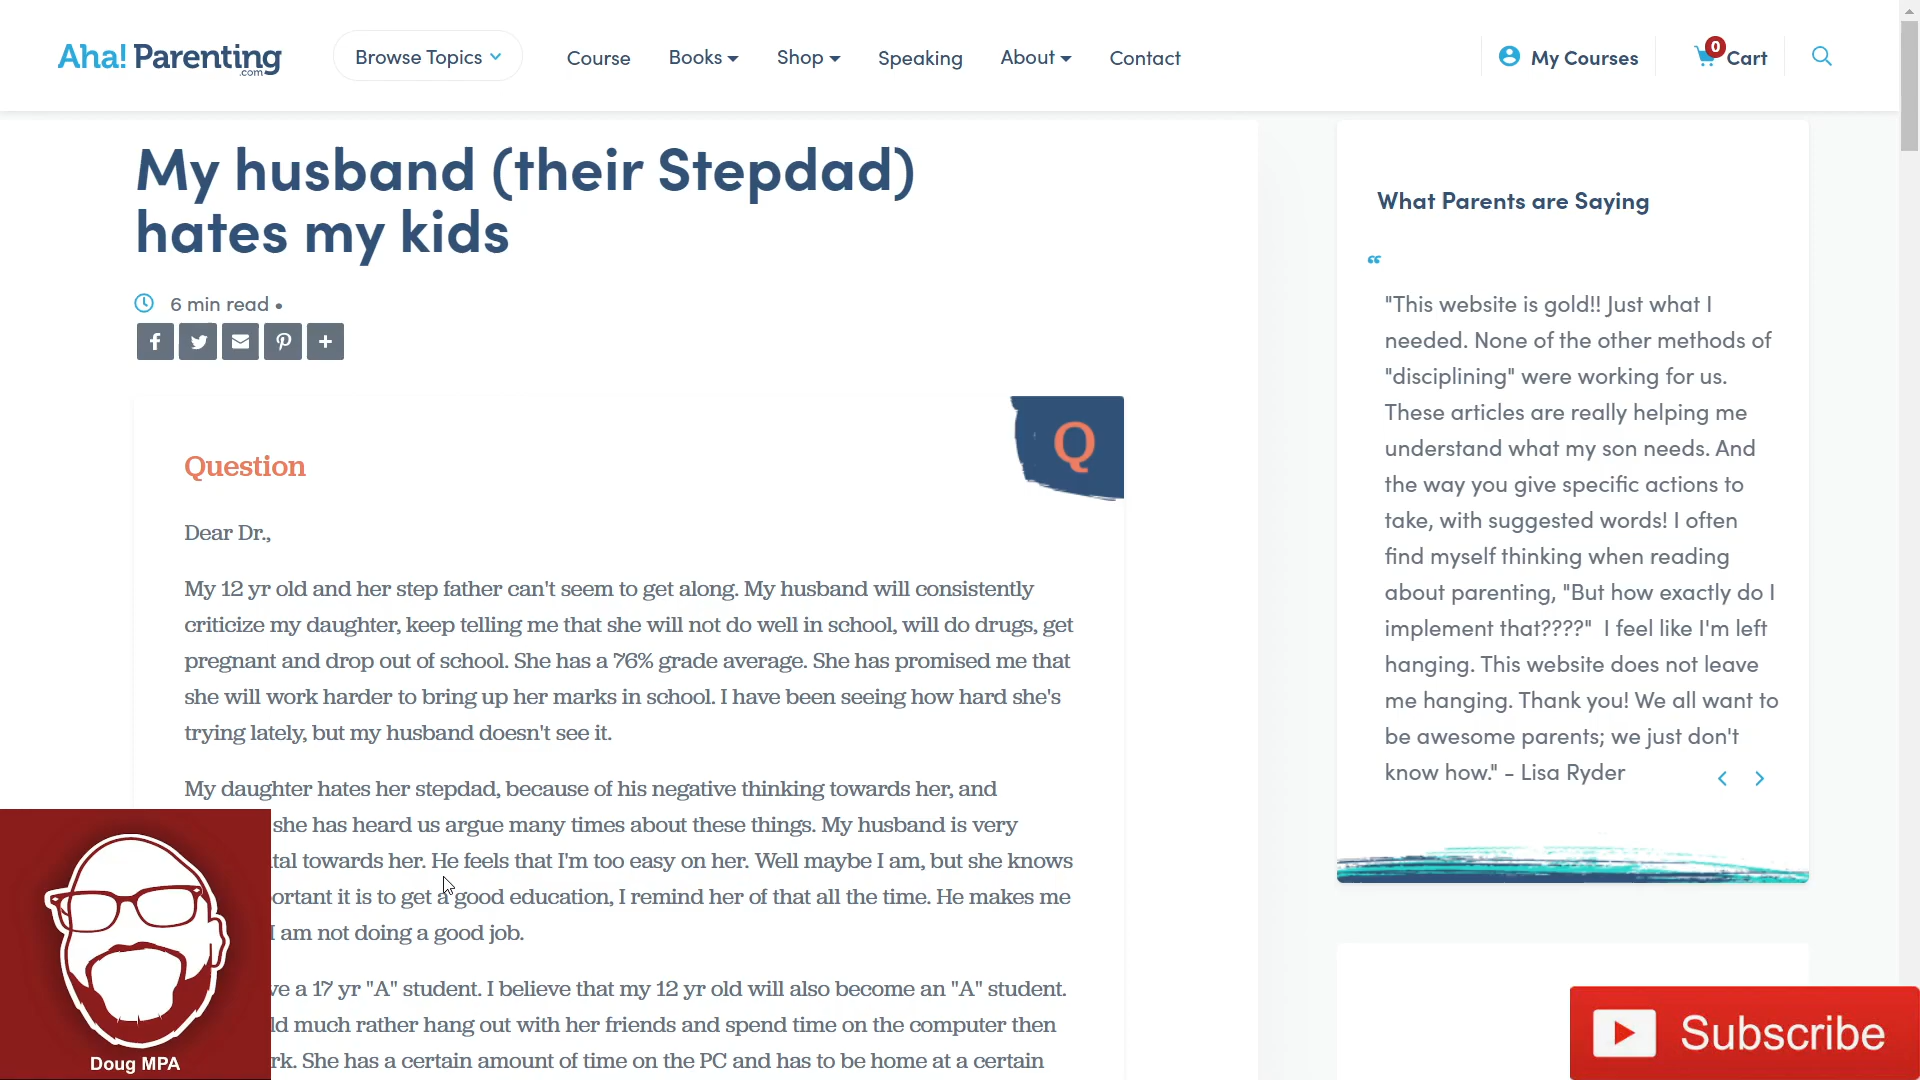 Aha! Parenting
.com
Browse Topics
Course
Books
Shop
Speaking
About
Contact
My Courses
0
Cart
My husband (their Stepdad)
hates my kids
6 min read •
Question
Q
Dear Dr.,
My 12 yr old and her step father can't seem to get along. My husband will consistently
criticize my daughter, keep telling me that she will not do well in school, will do drugs, get
pregnant and drop out of school. She has a 76% grade average. She has promised me that
she will work harder to bring up her marks in school. I have been seeing how hard she's
trying lately, but my husband doesn't see it.
My daughter hates her stepdad, because of his negative thinking towards her, and
she has heard us argue many times about these things. My husband is very
tal towards her. He feels that I'm too easy on her. Well maybe I am, but she knows
ortant it is to get a good education, I remind her of that all the time. He makes me
I am not doing a good job.
ve a 17 yr "A" student. I believe that my 12 yr old will also become an "A" student.
ld much rather hang out with her friends and spend time on the computer then
rk. She has a certain amount of time on the PC and has to be home at a certain
What Parents are Saying
“
"This website is gold!! Just what I
needed. None of the other methods of
"disciplining" were working for us.
These articles are really helping me
understand what my son needs. And
the way you give specific actions to
take, with suggested words! I often
find myself thinking when reading
about parenting, "But how exactly do I
implement that????"  I feel like I'm left
hanging. This website does not leave
me hanging. Thank you! We all want to
be awesome parents; we just don't
know how." - Lisa Ryder
Doug MPA
Subscribe